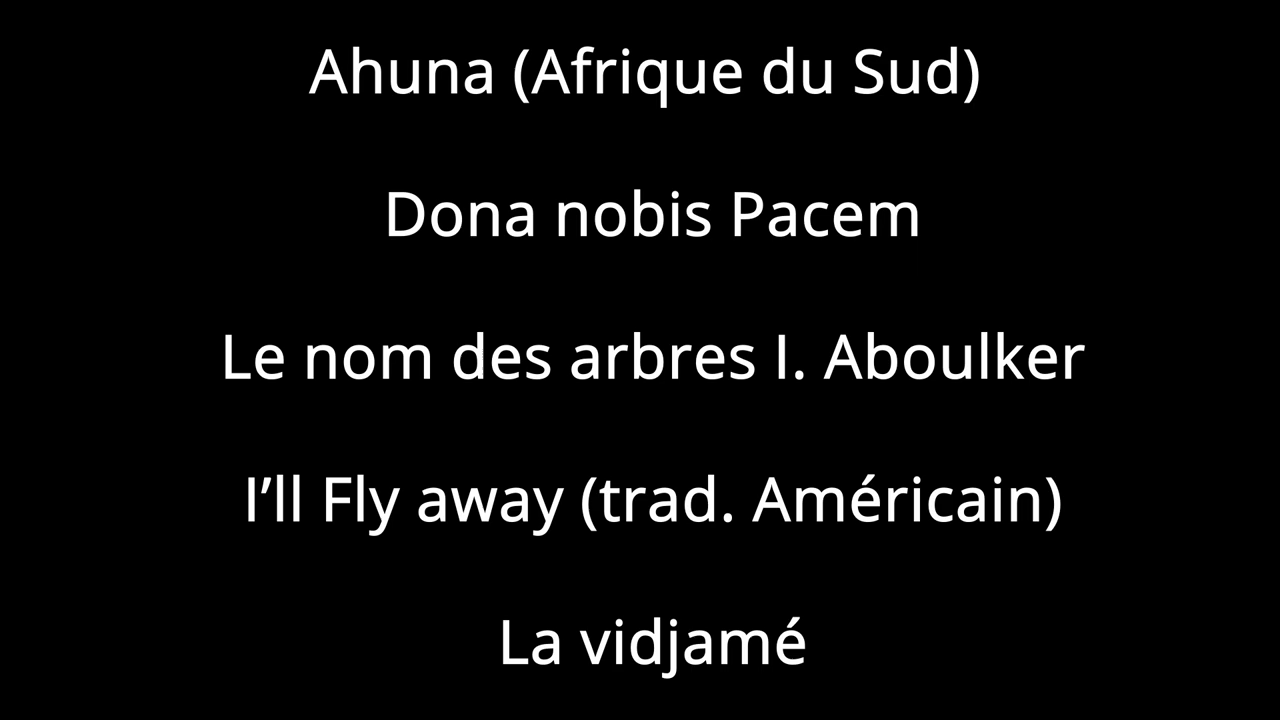 Ahuna (Afrique du Sud)
Dona nobis Pacem
Le nom des arbres I. Aboulker
I’ll Fly away (trad. Américain)
La vidjamé